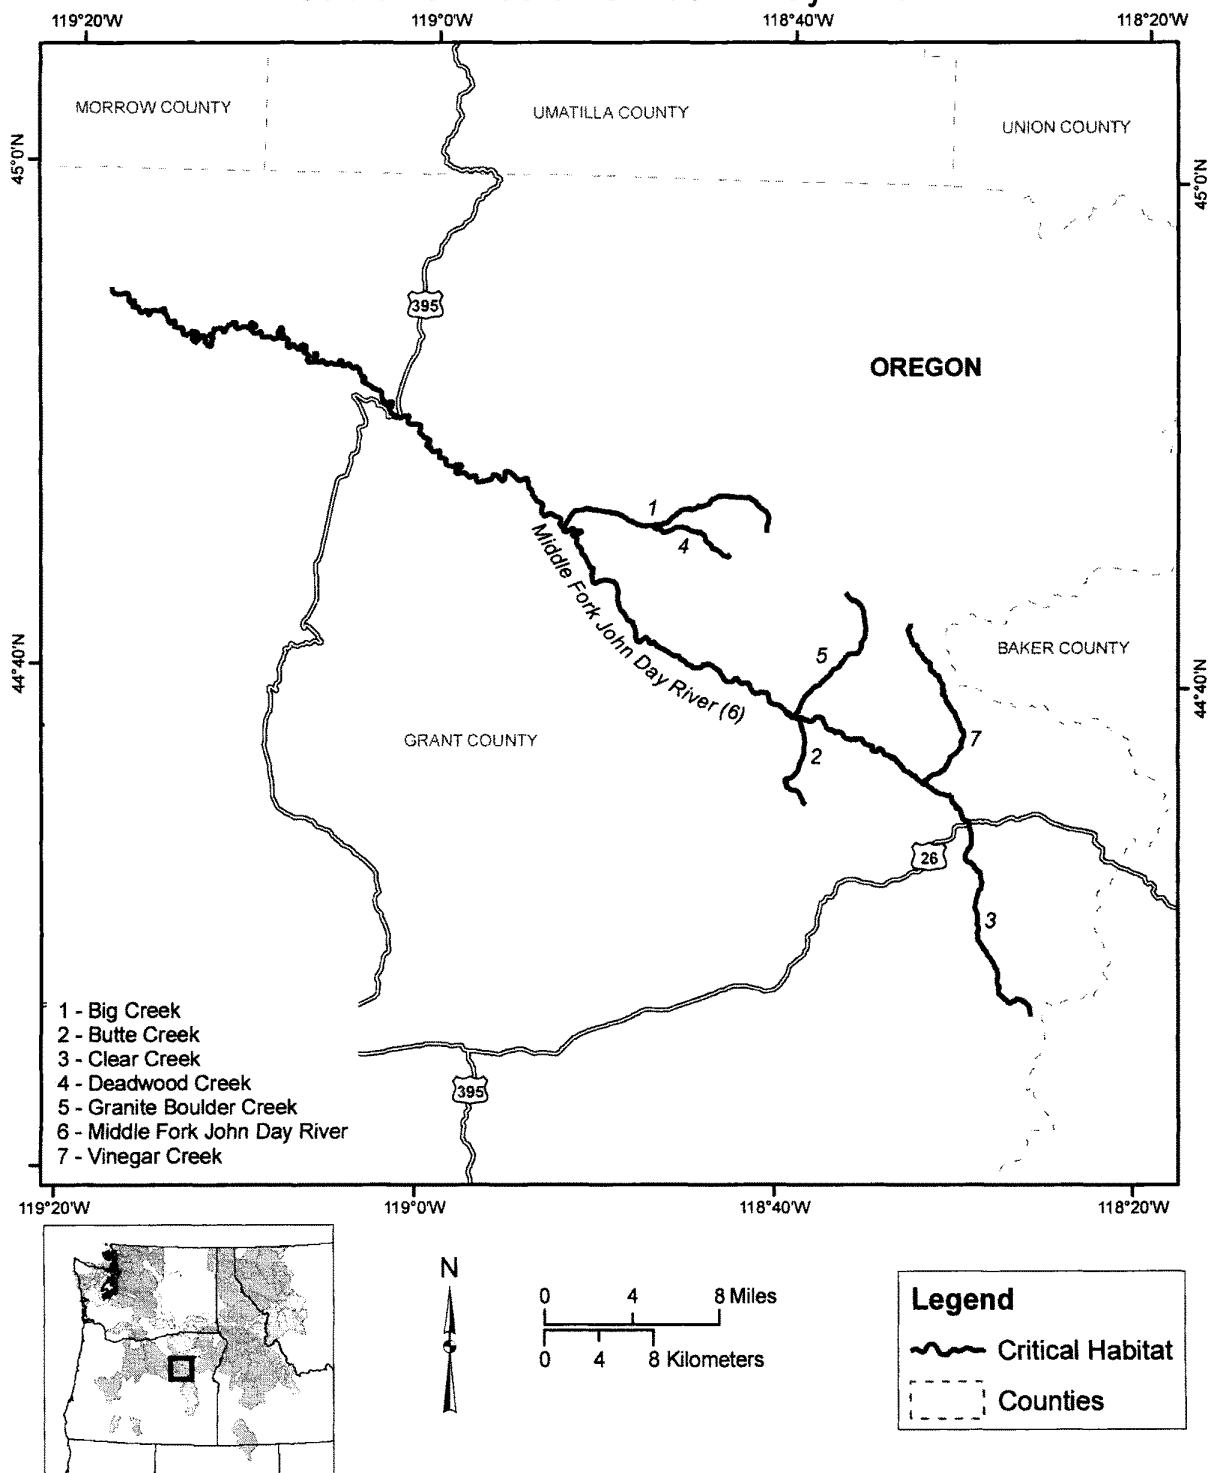 119°20'W 119°0'W 118°40'W 118°20'W
MORROW COUNTY
UMATILLA COUNTY
UNION COUNTY
45°0'N
45°0'N
395
OREGON
1
4
Middle Fork John Day River (6)
5
BAKER COUNTY
44°40'N
44°40'N
GRANT COUNTY
2
7
26
3
1 - Big Creek
2 - Butte Creek
3 - Clear Creek
4 - Deadwood Creek
5 - Granite Boulder Creek
6 - Middle Fork John Day River
7 - Vinegar Creek
395
119°20'W 119°0'W 118°40'W 118°20'W
N
0 4 8 Miles
0 4 8 Kilometers
Legend
Critical Habitat
Counties